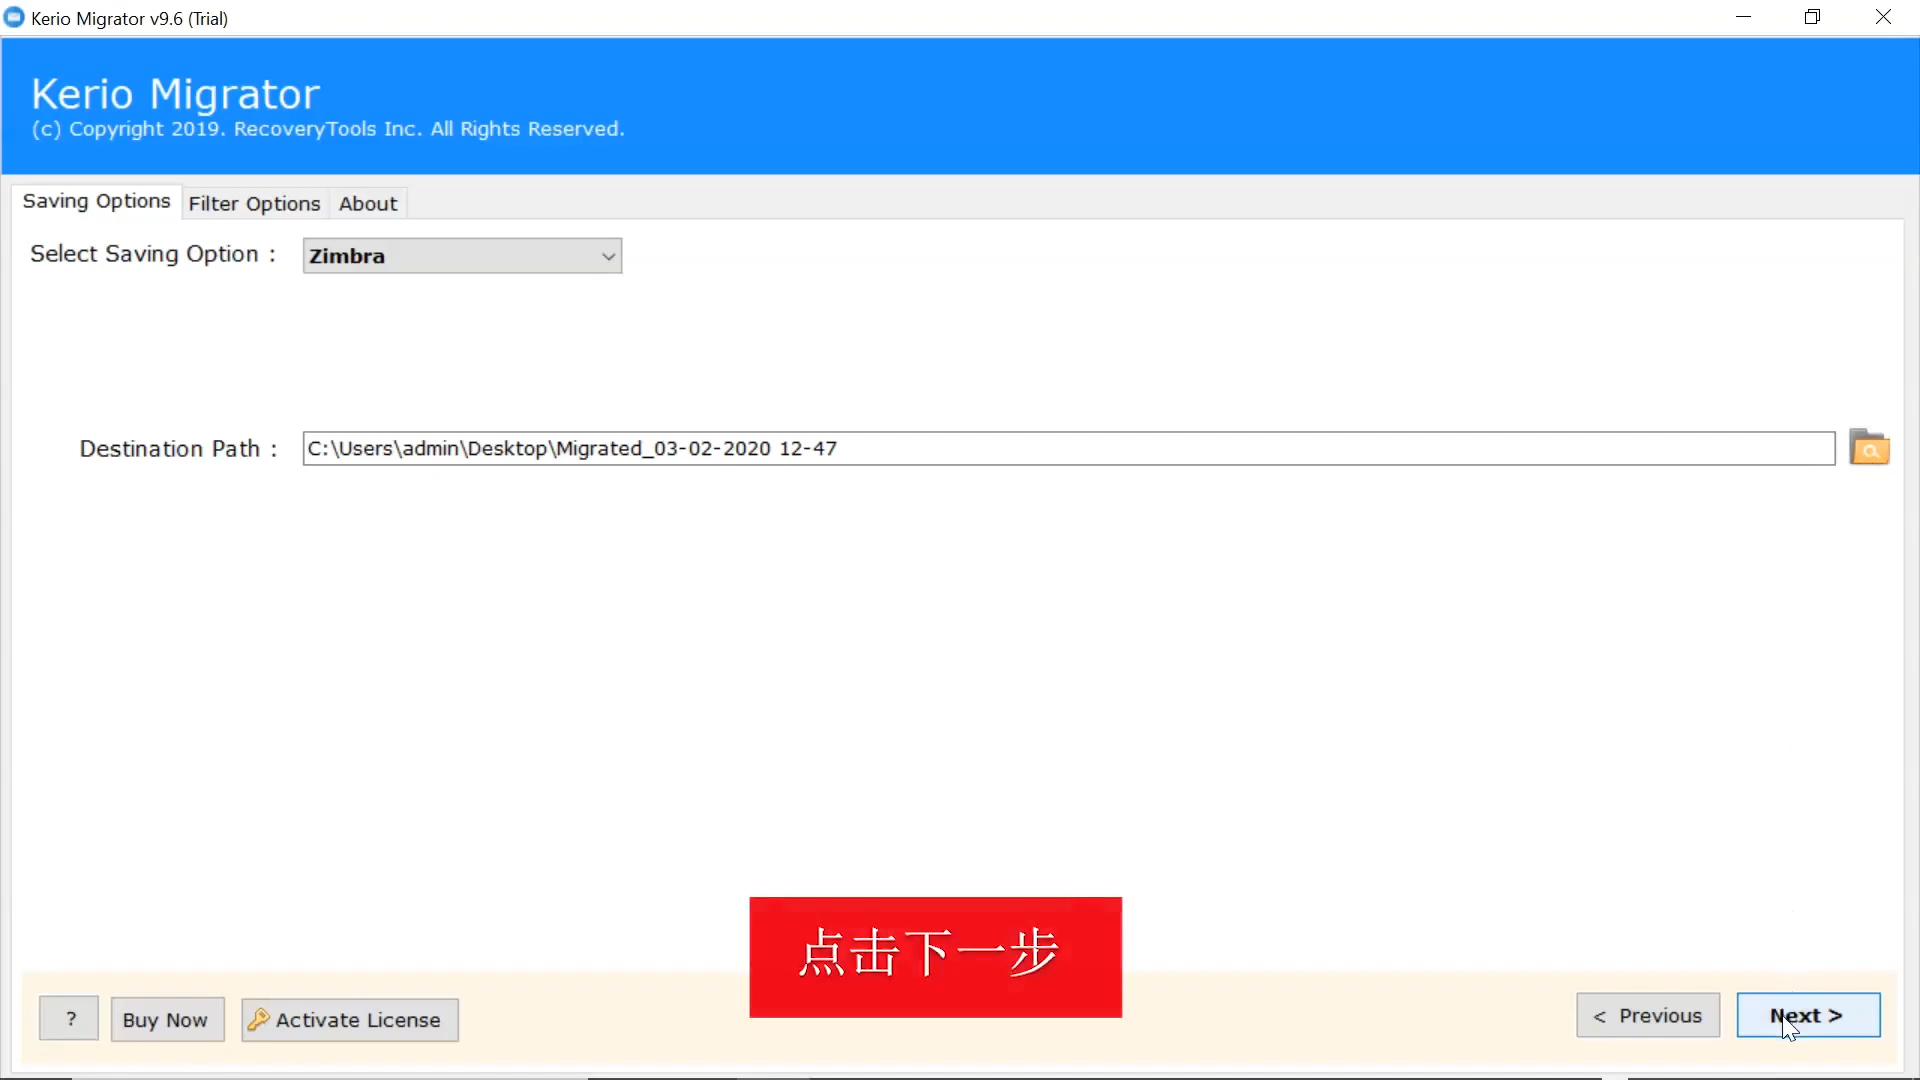 Kerio Migrator v9.6 (Trial)
Kerio Migrator
(c) Copyright 2019. RecoveryTools Inc. All Rights Reserved.
Saving Options Filter Options About
Select Saving Option : Zimbra
Destination Path : C:\Users\admin\Desktop\Migrated_03-02-2020 12-47
点击下一步
? Buy Now Activate License < Previous Next >